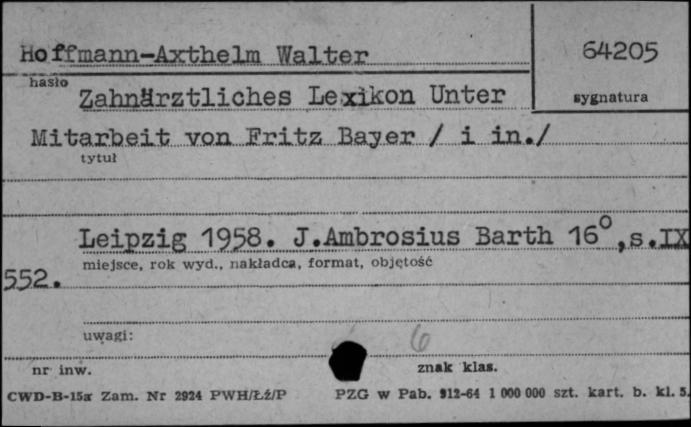 Hoffmann-Axthelm Walter
64205
hasło
sygnatura
Zahnärztliches Lexikon Unter
Mitarbeit von Fritz Bayer / i in./
tytuł
Leipzig 1958. J.Ambrosius Barth 16°,s.IX
miejsce, rok wyd., nakładca, format, objętość
552.
uwagi:
6
nr inw.
znak klas.
CWD-B-15a Zam. Nr 2924 PWH/Łź/P
PZG w Pab. 912-64 1 000 000 szt. kart. b. kl. 5.